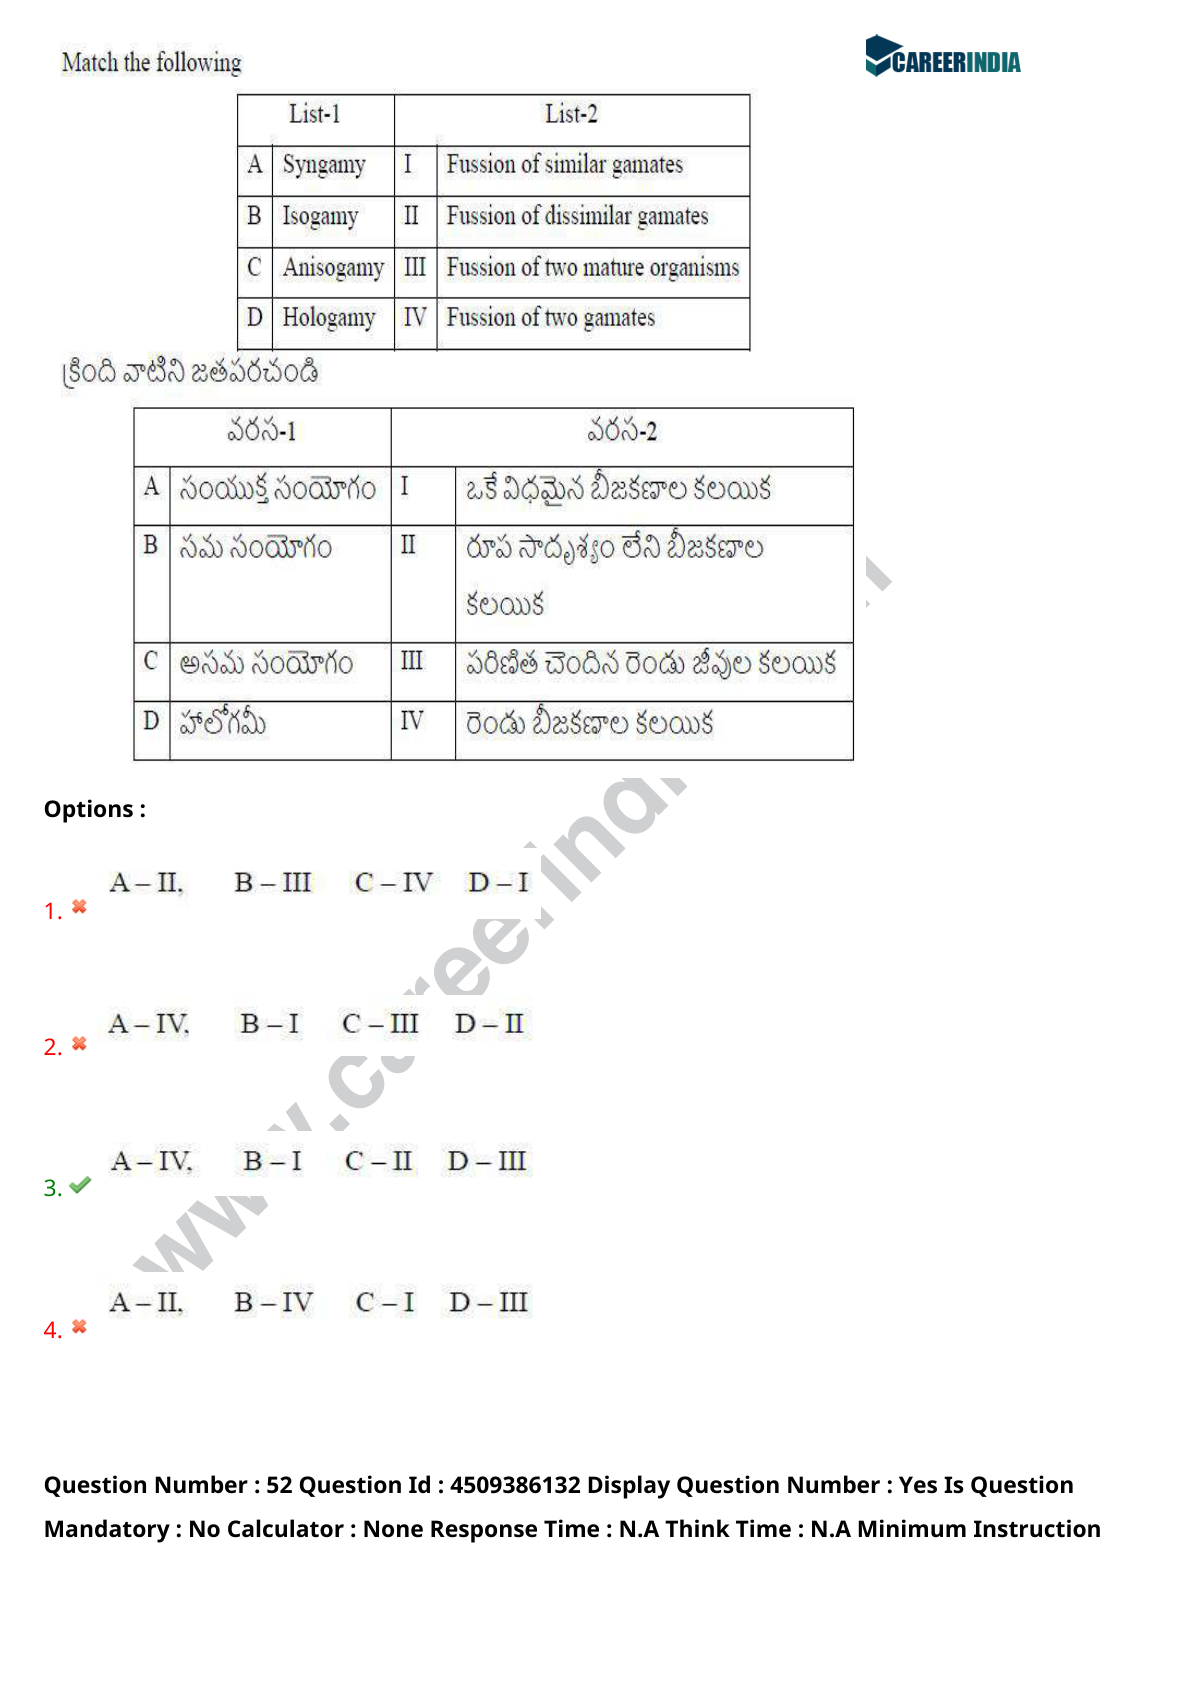 Match the following
CAREERINDIA
List-1 List-2
A Syngamy I Fussion of similar gamates
B Isogamy II Fussion of dissimilar gamates
C Anisogamy III Fussion of two mature organisms
D Hologamy IV Fussion of two gamates
క్రింది వాటిని జతపరచండి
వరస-1 వరస-2
A సంయుక్త సంయోగం I ఒకే విధమైన బీజకణాల కలయిక
B సమ సంయోగం II రూప సాదృశ్యం లేని బీజకణాల
కలయిక
C అసమ సంయోగం III పరిణితి చెందిన రెండు జీవుల కలయిక
D హాలోగమీ IV రెండు బీజకణాల కలయిక
Options :
1. A – II, B – III C – IV D – I
2. A – IV, B – I C – III D – II
3. A – IV, B – I C – II D – III
4. A – II, B – IV C – I D – III
Question Number : 52 Question Id : 4509386132 Display Question Number : Yes Is Question
Mandatory : No Calculator : None Response Time : N.A Think Time : N.A Minimum Instruction